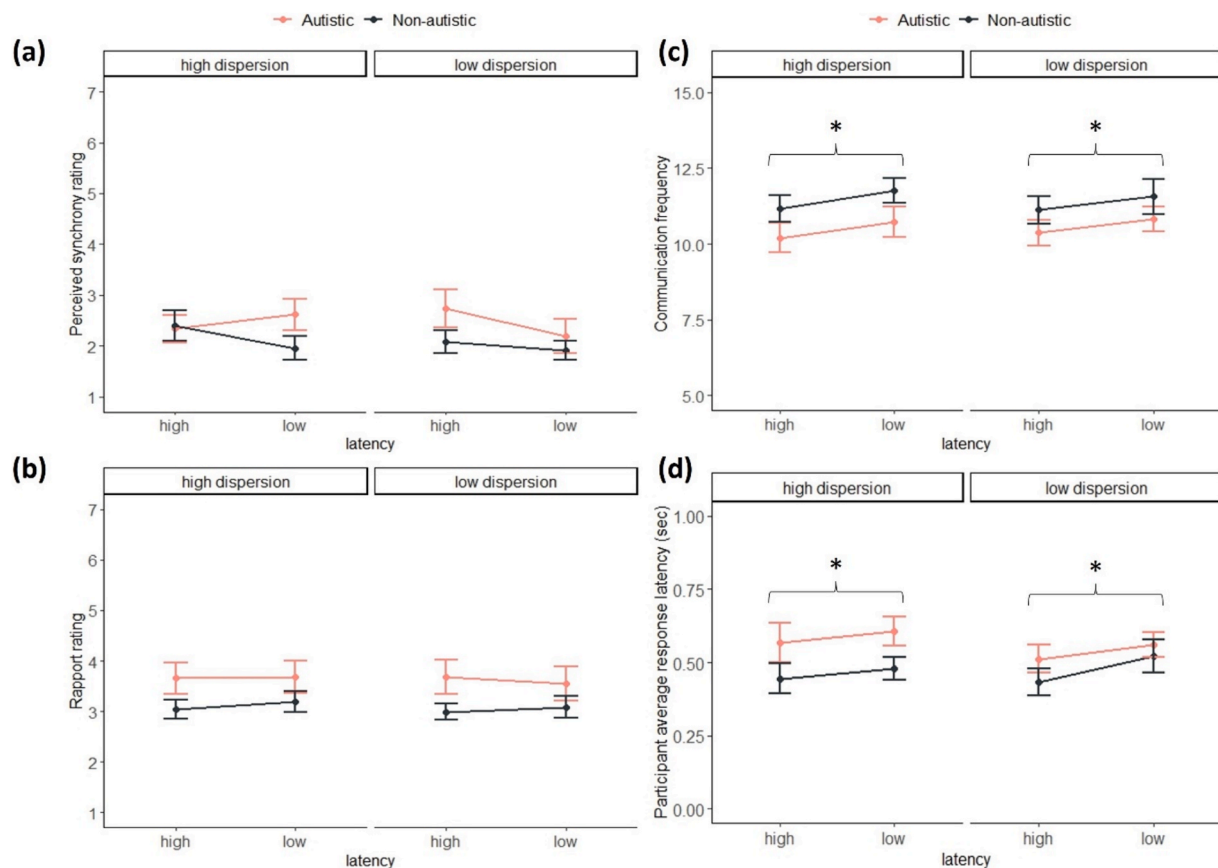 Autistic Non-autistic
(a)
high dispersion low dispersion
Perceived synchrony rating
7
6
5
4
3
2
1
high low high low
latency
(b)
high dispersion low dispersion
Rapport rating
7
6
5
4
3
2
1
high low high low
latency
Autistic Non-autistic
(c)
high dispersion low dispersion
Communication frequency
15.0
12.5
10.0
7.5
5.0
* *
high low high low
latency
(d)
high dispersion low dispersion
Participant average response latency (sec)
1.00
0.75
0.50
0.25
0.00
* *
high low high low
latency